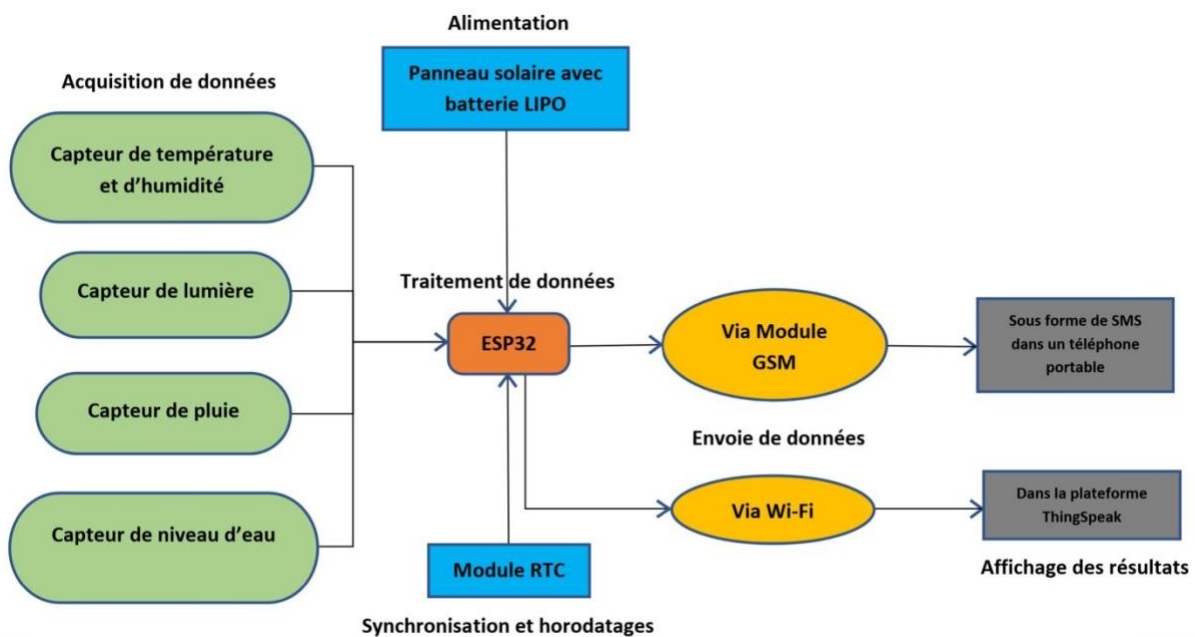 Alimentation
Panneau solaire avec
batterie LIPO
Acquisition de données
Capteur de température
et d'humidité
Capteur de lumière
Capteur de pluie
Capteur de niveau d'eau
Traitement de données
ESP32
Via Module
GSM
Sous forme de SMS
dans un téléphone
portable
Envoie de données
Via Wi-Fi
Dans la plateforme
ThingSpeak
Affichage des résultats
Module RTC
Synchronisation et horodatages